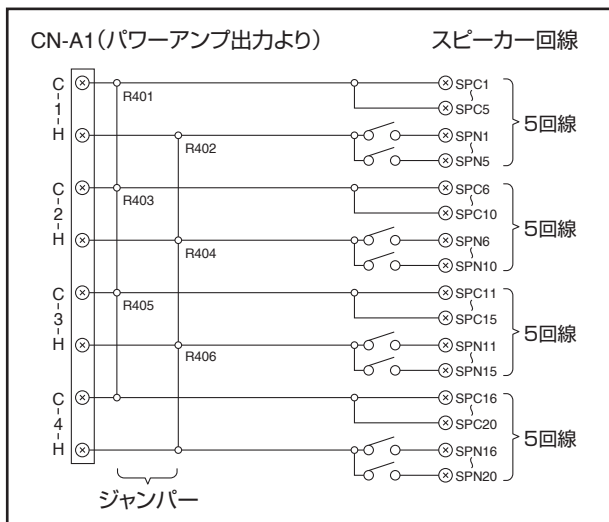 CN-A1(パワーアンプ出力より)
スピーカー回線
C-1-H
R401
R402
SPC1
〜
SPC5
SPN1
〜
SPN5
5回線
C-2-H
R403
R404
SPC6
〜
SPC10
SPN6
〜
SPN10
5回線
C-3-H
R405
R406
SPC11
〜
SPC15
SPN11
〜
SPN15
5回線
C-4-H
SPC16
〜
SPC20
SPN16
〜
SPN20
5回線
ジャンパー